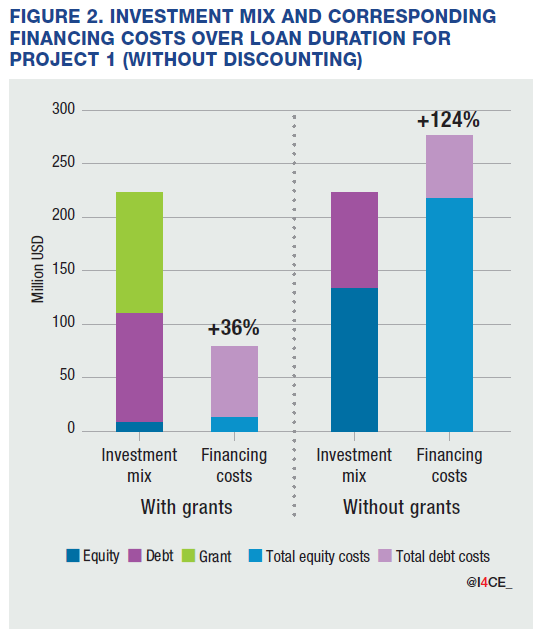 FIGURE 2. INVESTMENT MIX AND CORRESPONDING
FINANCING COSTS OVER LOAN DURATION FOR
PROJECT 1 (WITHOUT DISCOUNTING)
Million USD
300
250
200
150
100
50
0
+36%
+124%
Investment mix
Financing costs
Investment mix
Financing costs
With grants
Without grants
Equity
Debt
Grant
Total equity costs
Total debt costs
@I4CE_